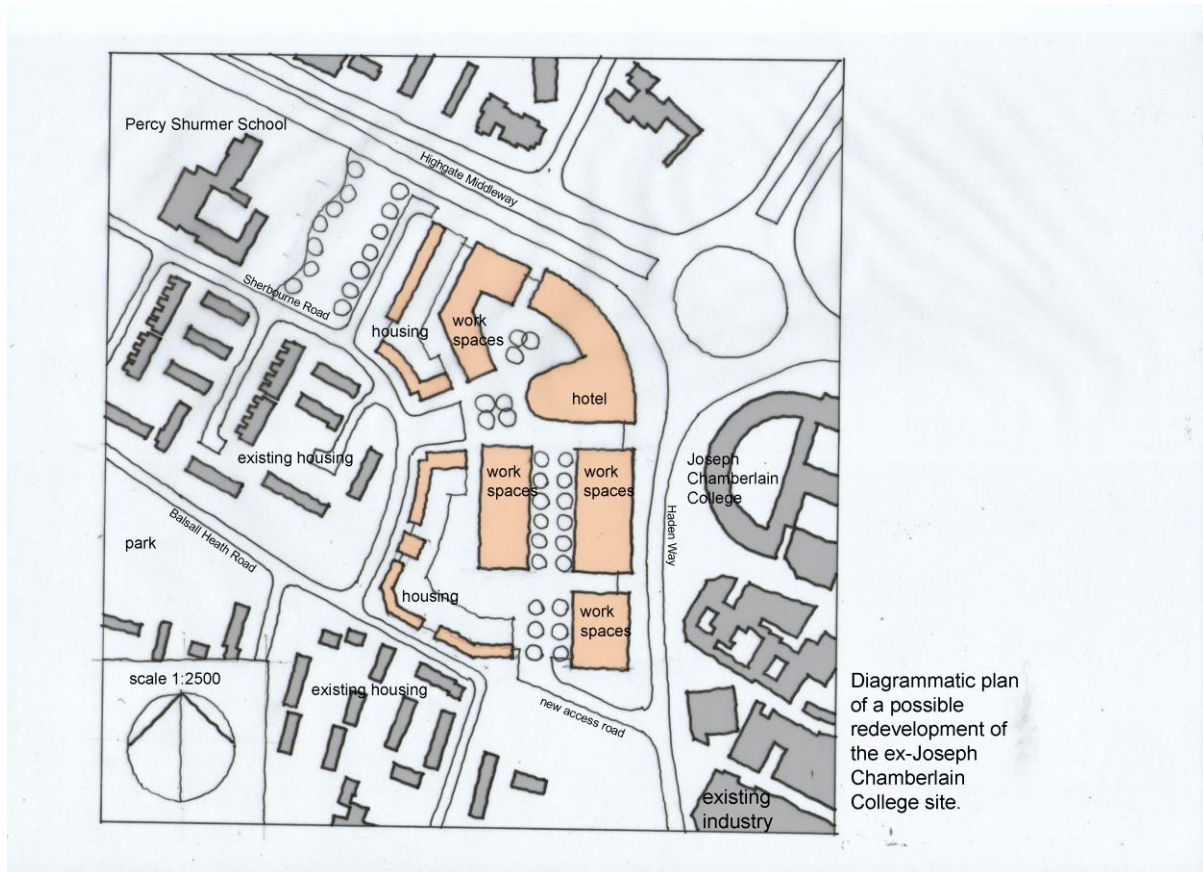 Percy Shurmer School
Highgate Middleway
Sherbourne Road
housing
work
spaces
hotel
existing housing
work
spaces
work
spaces
Joseph
Chamberlain
College
Haden Way
Balsall Heath Road
park
housing
work
spaces
scale 1:2500
existing housing
new access road
existing
industry
Diagrammatic plan
of a possible
redevelopment of
the ex-Joseph
Chamberlain
College site.